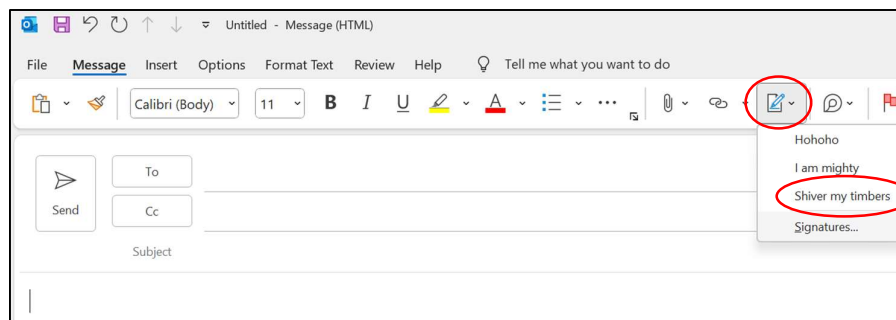 Untitled - Message (HTML)
File Message Insert Options Format Text Review Help Tell me what you want to do
Calibri (Body) 11 B I U A
Hohoho
I am mighty
Shiver my timbers
Signatures...
Send
To
Cc
Subject